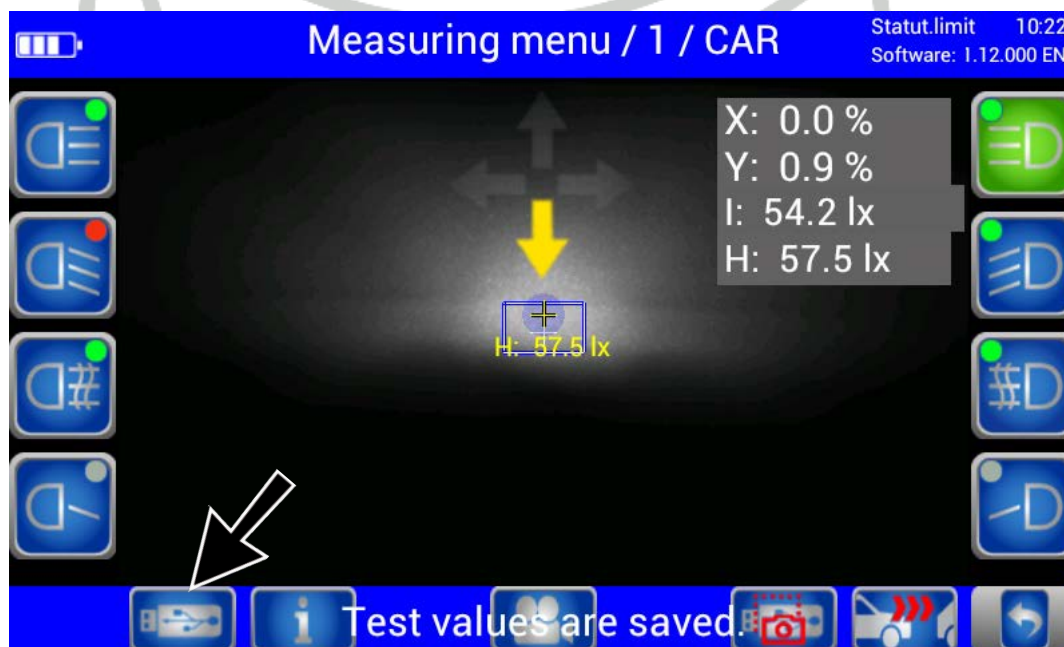 Measuring menu / 1 / CAR
Statut.limit 10:22
Software: 1.12.000 EN
X: 0.0 %
Y: 0.9 %
I: 54.2 lx
H: 57.5 lx
H: 57.5 lx
i
Test values are saved.